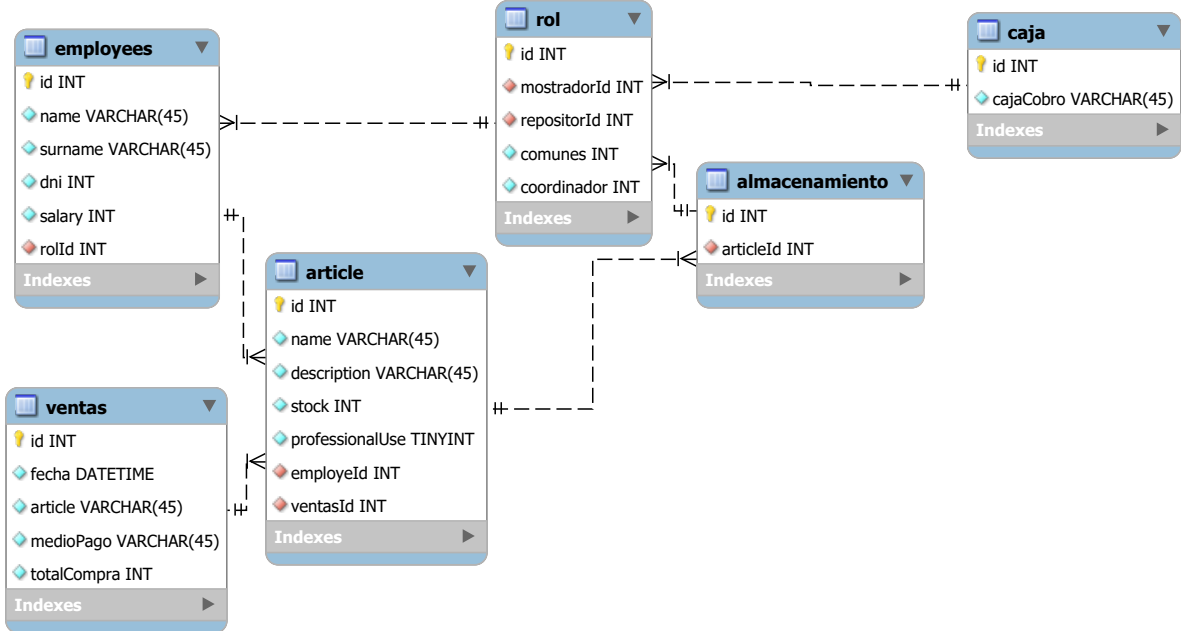 employees
id INT
name VARCHAR(45)
surname VARCHAR(45)
dni INT
salary INT
rolId INT
Indexes
rol
id INT
mostradorId INT
repositorId INT
comunes INT
coordinador INT
Indexes
caja
id INT
cajaCobro VARCHAR(45)
Indexes
almacenamiento
id INT
articleId INT
Indexes
article
id INT
name VARCHAR(45)
description VARCHAR(45)
stock INT
professionalUse TINYINT
employeId INT
ventasId INT
Indexes
ventas
id INT
fecha DATETIME
article VARCHAR(45)
medioPago VARCHAR(45)
totalCompra INT
Indexes